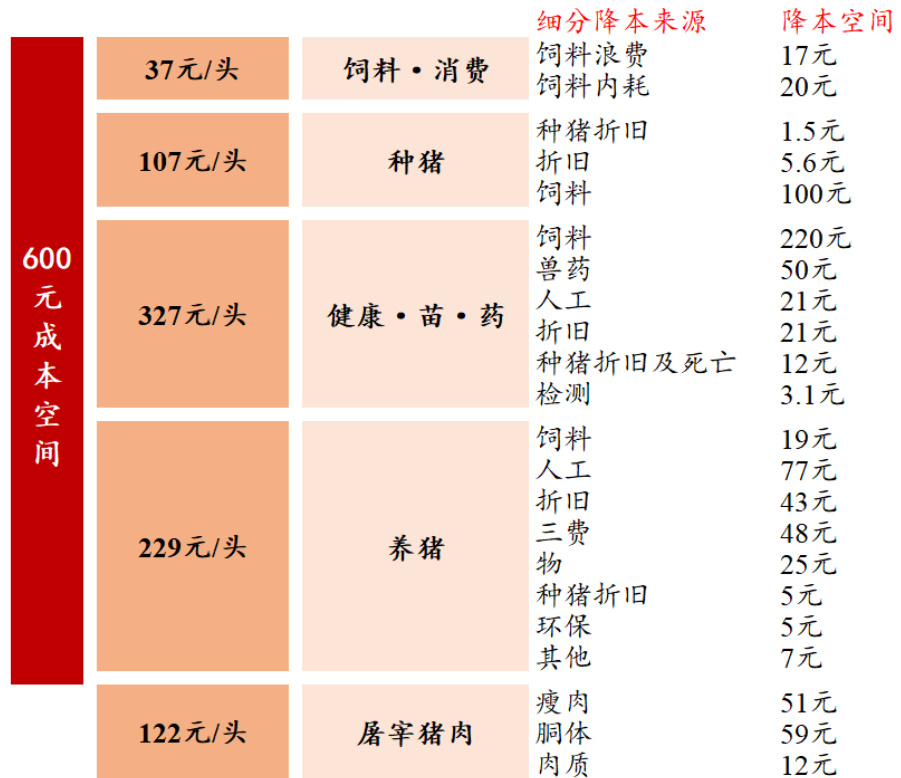 细分降本来源 降本空间
600元成本空间
37元/头 饲料·消费
饲料浪费 17元
饲料内耗 20元
107元/头 种猪
种猪折旧 1.5元
折旧 5.6元
饲料 100元
327元/头 健康·苗·药
饲料 220元
兽药 50元
人工 21元
折旧 21元
种猪折旧及死亡 12元
检测 3.1元
229元/头 养猪
饲料 19元
人工 77元
折旧 43元
三费 48元
物 25元
种猪折旧 5元
环保 5元
其他 7元
122元/头 屠宰猪肉
瘦肉 51元
胴体 59元
肉质 12元